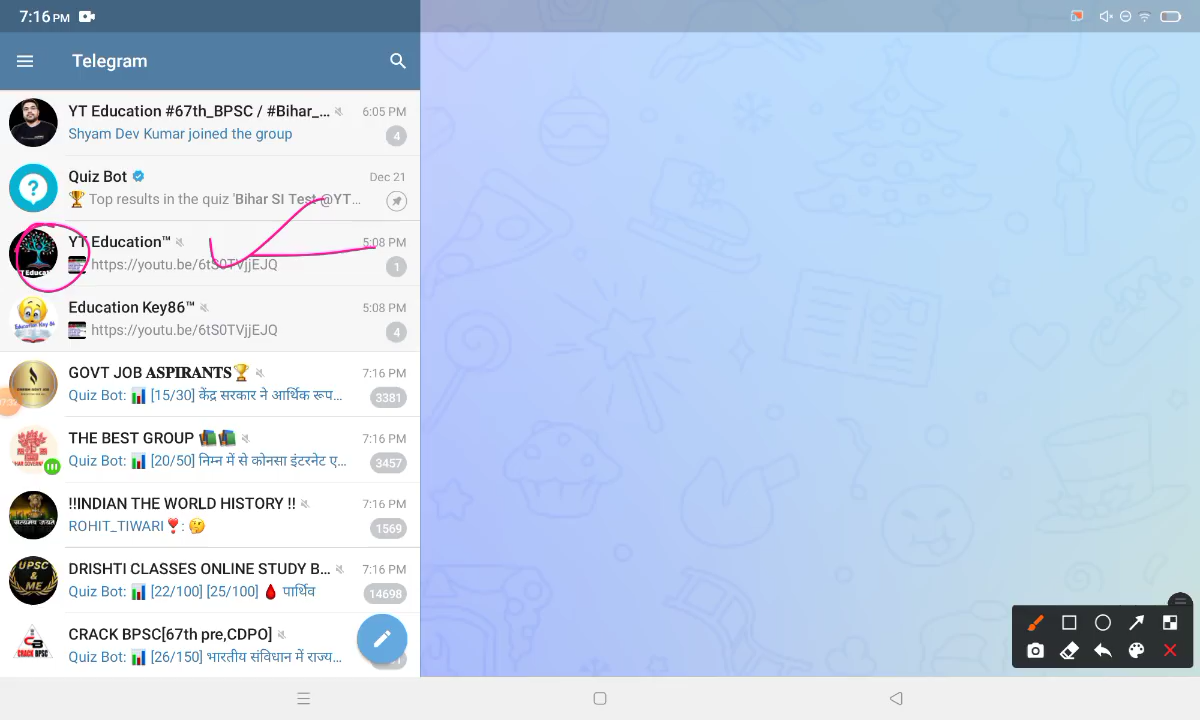 7:16 PM
Telegram
YT Education #67th_BPSC / #Bihar_... 6:05 PM
Shyam Dev Kumar joined the group 4
Quiz Bot Dec 21
🏆 Top results in the quiz 'Bihar SI Test @YT...
YT Education™ 5:08 PM
https://youtu.be/6tS0TVjjEJQ 1
Education Key86™ 5:08 PM
https://youtu.be/6tS0TVjjEJQ 4
GOVT JOB 𝐀𝐒𝐏𝐈𝐑𝐀𝐍𝐓𝐒🏆 7:16 PM
Quiz Bot: 📊 [15/30] केंद्र सरकार ने आर्थिक रूप... 3381
THE BEST GROUP 📚📚 7:16 PM
Quiz Bot: 📊 [20/50] निम्न में से कोनसा इंटरनेट ए... 3457
!!INDIAN THE WORLD HISTORY !! 7:16 PM
ROHIT_TIWARI❣️: 🤔 1569
DRISHTI CLASSES ONLINE STUDY B... 7:16 PM
Quiz Bot: 📊 [22/100] [25/100] 🩸 पार्थिव 14698
CRACK BPSC[67th pre,CDPO]
Quiz Bot: 📊 [26/150] भारतीय संविधान में राज्य...